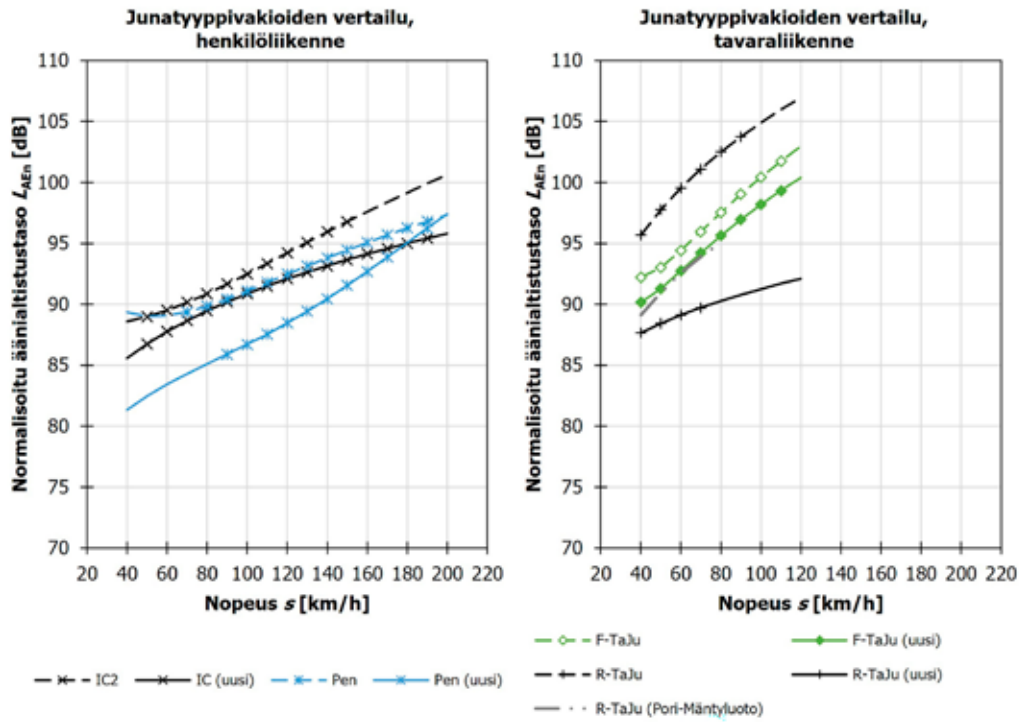 Junatyyppivakioiden vertailu,
henkilöliikenne
Normalisoitu äänialtistustaso LAEn [dB]
110
105
100
95
90
85
80
75
70
20 40 60 80 100 120 140 160 180 200 220
Nopeus s [km/h]
IC2 IC (uusi) Pen Pen (uusi)
Junatyyppivakioiden vertailu,
tavaraliikenne
Normalisoitu äänialtistustaso LAEn [dB]
110
105
100
95
90
85
80
75
70
20 40 60 80 100 120 140 160 180 200 220
Nopeus s [km/h]
F-TaJu F-TaJu (uusi)
R-TaJu R-TaJu (uusi)
R-TaJu (Pori-Mäntyluoto)